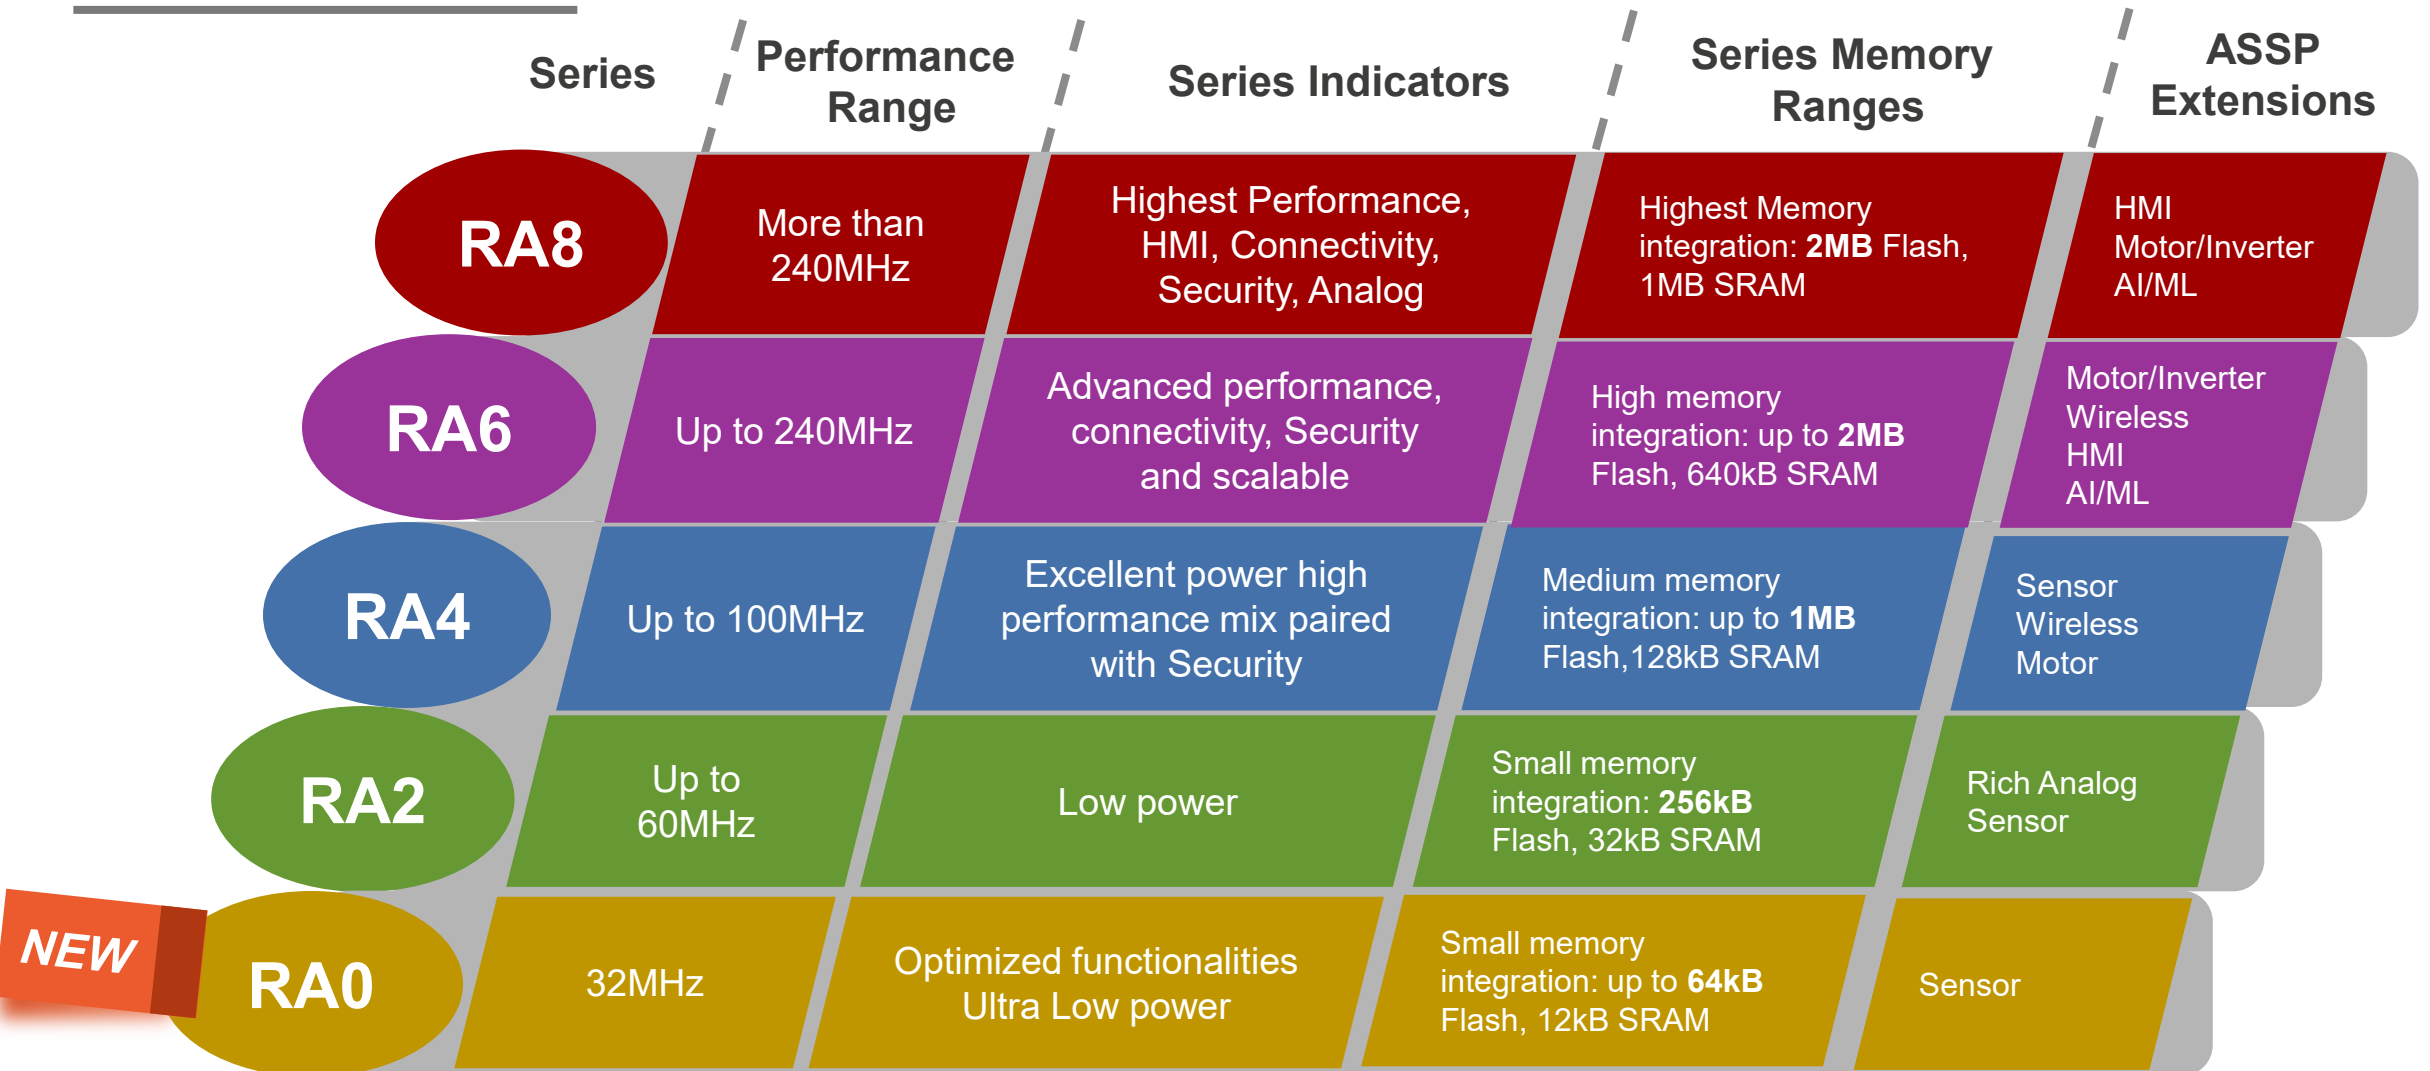 Series
Performance
Range
Series Indicators
Series Memory
Ranges
ASSP
Extensions
RA8
More than
240MHz
Highest Performance,
HMI, Connectivity,
Security, Analog
Highest Memory
integration: 2MB Flash,
1MB SRAM
HMI
Motor/Inverter
AI/ML
RA6
Up to 240MHz
Advanced performance,
connectivity, Security
and scalable
High memory
integration: up to 2MB
Flash, 640kB SRAM
Motor/Inverter
Wireless
HMI
AI/ML
RA4
Up to 100MHz
Excellent power high
performance mix paired
with Security
Medium memory
integration: up to 1MB
Flash,128kB SRAM
Sensor
Wireless
Motor
RA2
Up to
60MHz
Low power
Small memory
integration: 256kB
Flash, 32kB SRAM
Rich Analog
Sensor
NEW
RA0
32MHz
Optimized functionalities
Ultra Low power
Small memory
integration: up to 64kB
Flash, 12kB SRAM
Sensor